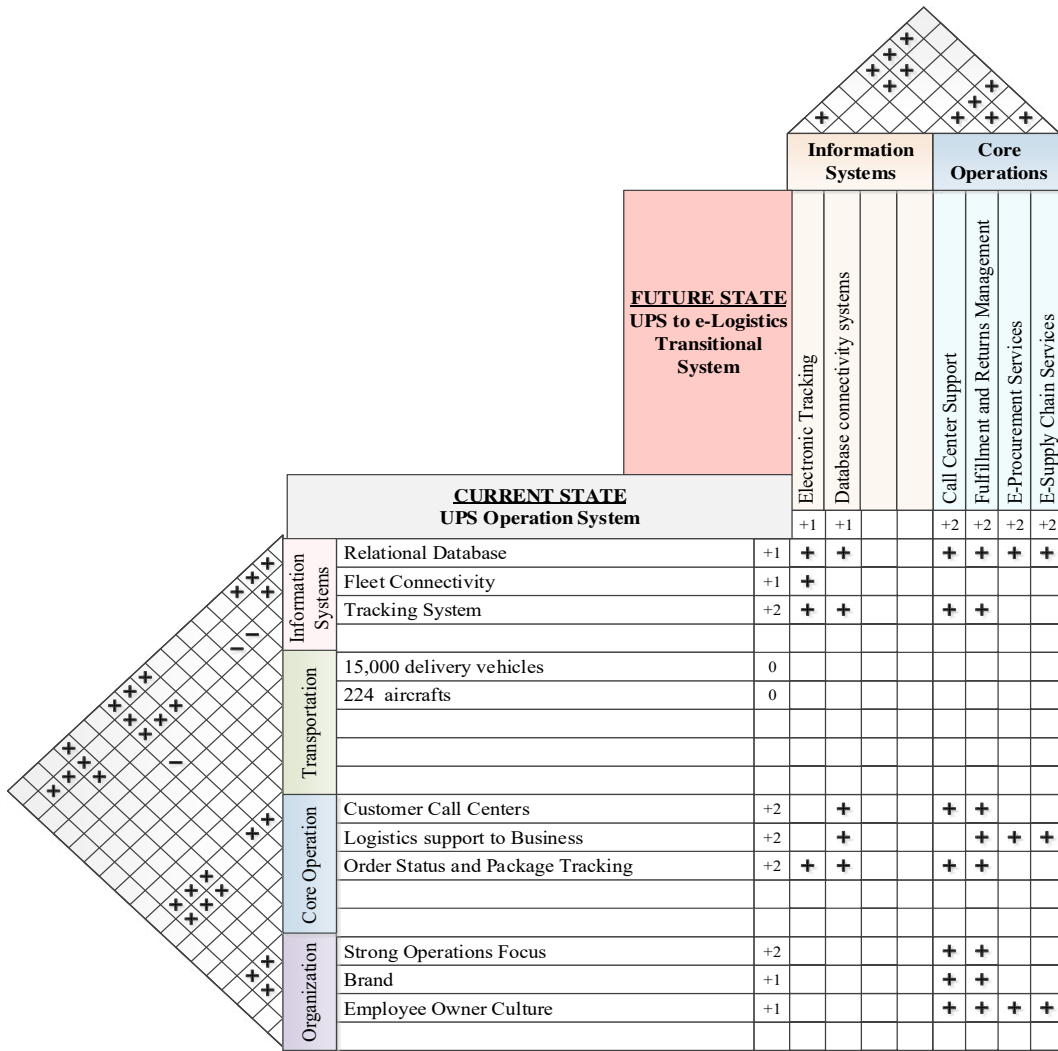 Information
Systems
Core
Operations
FUTURE STATE
UPS to e-Logistics
Transitional
System
Electronic Tracking
Database connectivity systems
Call Center Support
Fulfillment and Returns Management
E-Procurement Services
E-Supply Chain Services
CURRENT STATE
UPS Operation System
+1 +1 +2 +2 +2 +2
Information
Systems
Relational Database +1 + + + + + +
Fleet Connectivity +1 +
Tracking System +2 + + + +
Transportation
15,000 delivery vehicles 0
224 aircrafts 0
Core Operation
Customer Call Centers +2 + + +
Logistics support to Business +2 + + + +
Order Status and Package Tracking +2 + + + +
Organization
Strong Operations Focus +2 + +
Brand +1 + +
Employee Owner Culture +1 + + + +